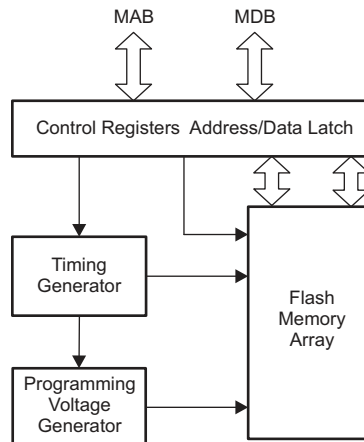 MAB MDB
Control Registers Address/Data Latch
Timing
Generator
Flash
Memory
Array
Programming
Voltage
Generator